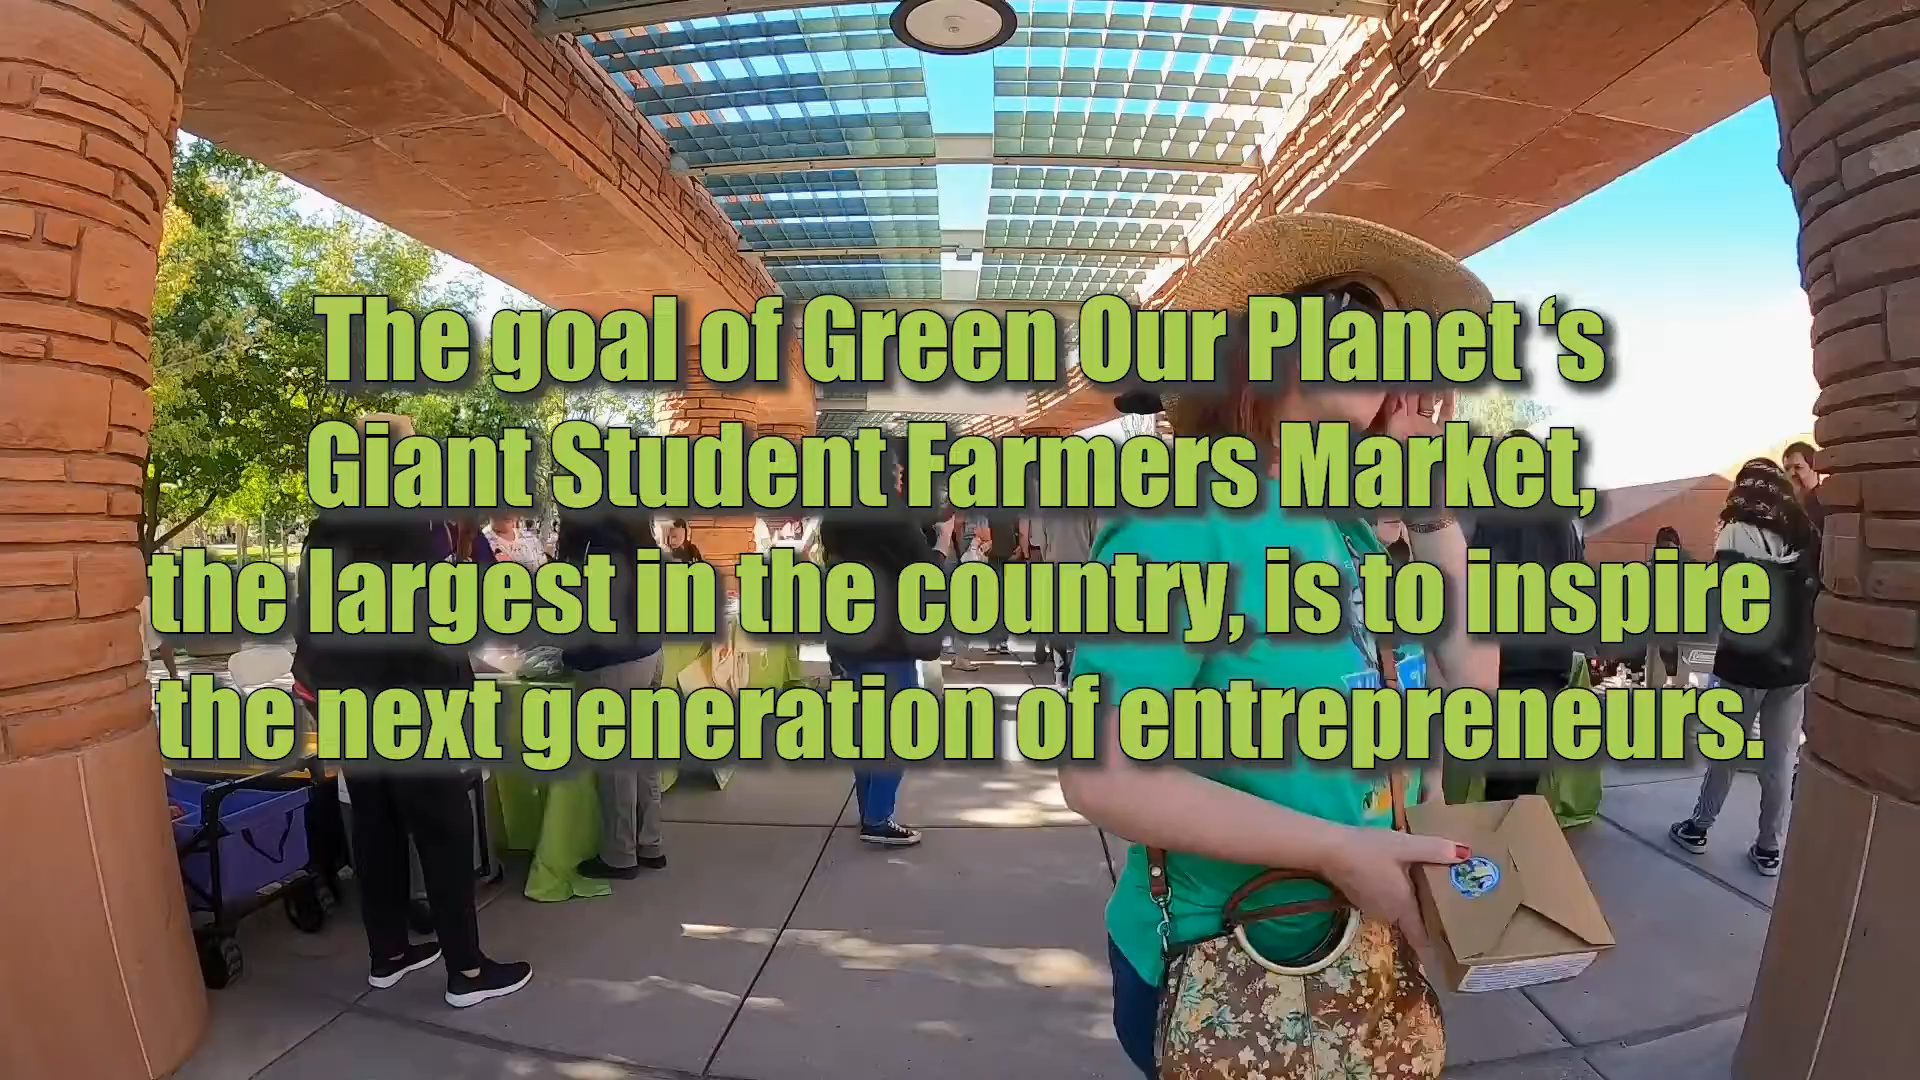 The goal of Green Our Planet ‘s
Giant Student Farmers Market,
the largest in the country, is to inspire
the next generation of entrepreneurs.